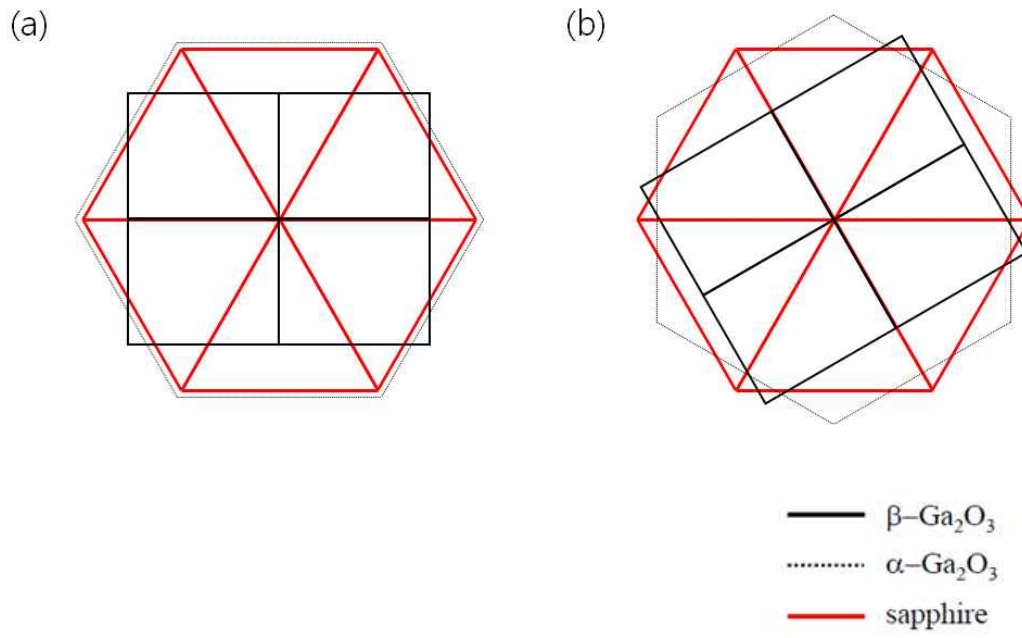 (a)
(b)
β–Ga₂O₃
α–Ga₂O₃
sapphire